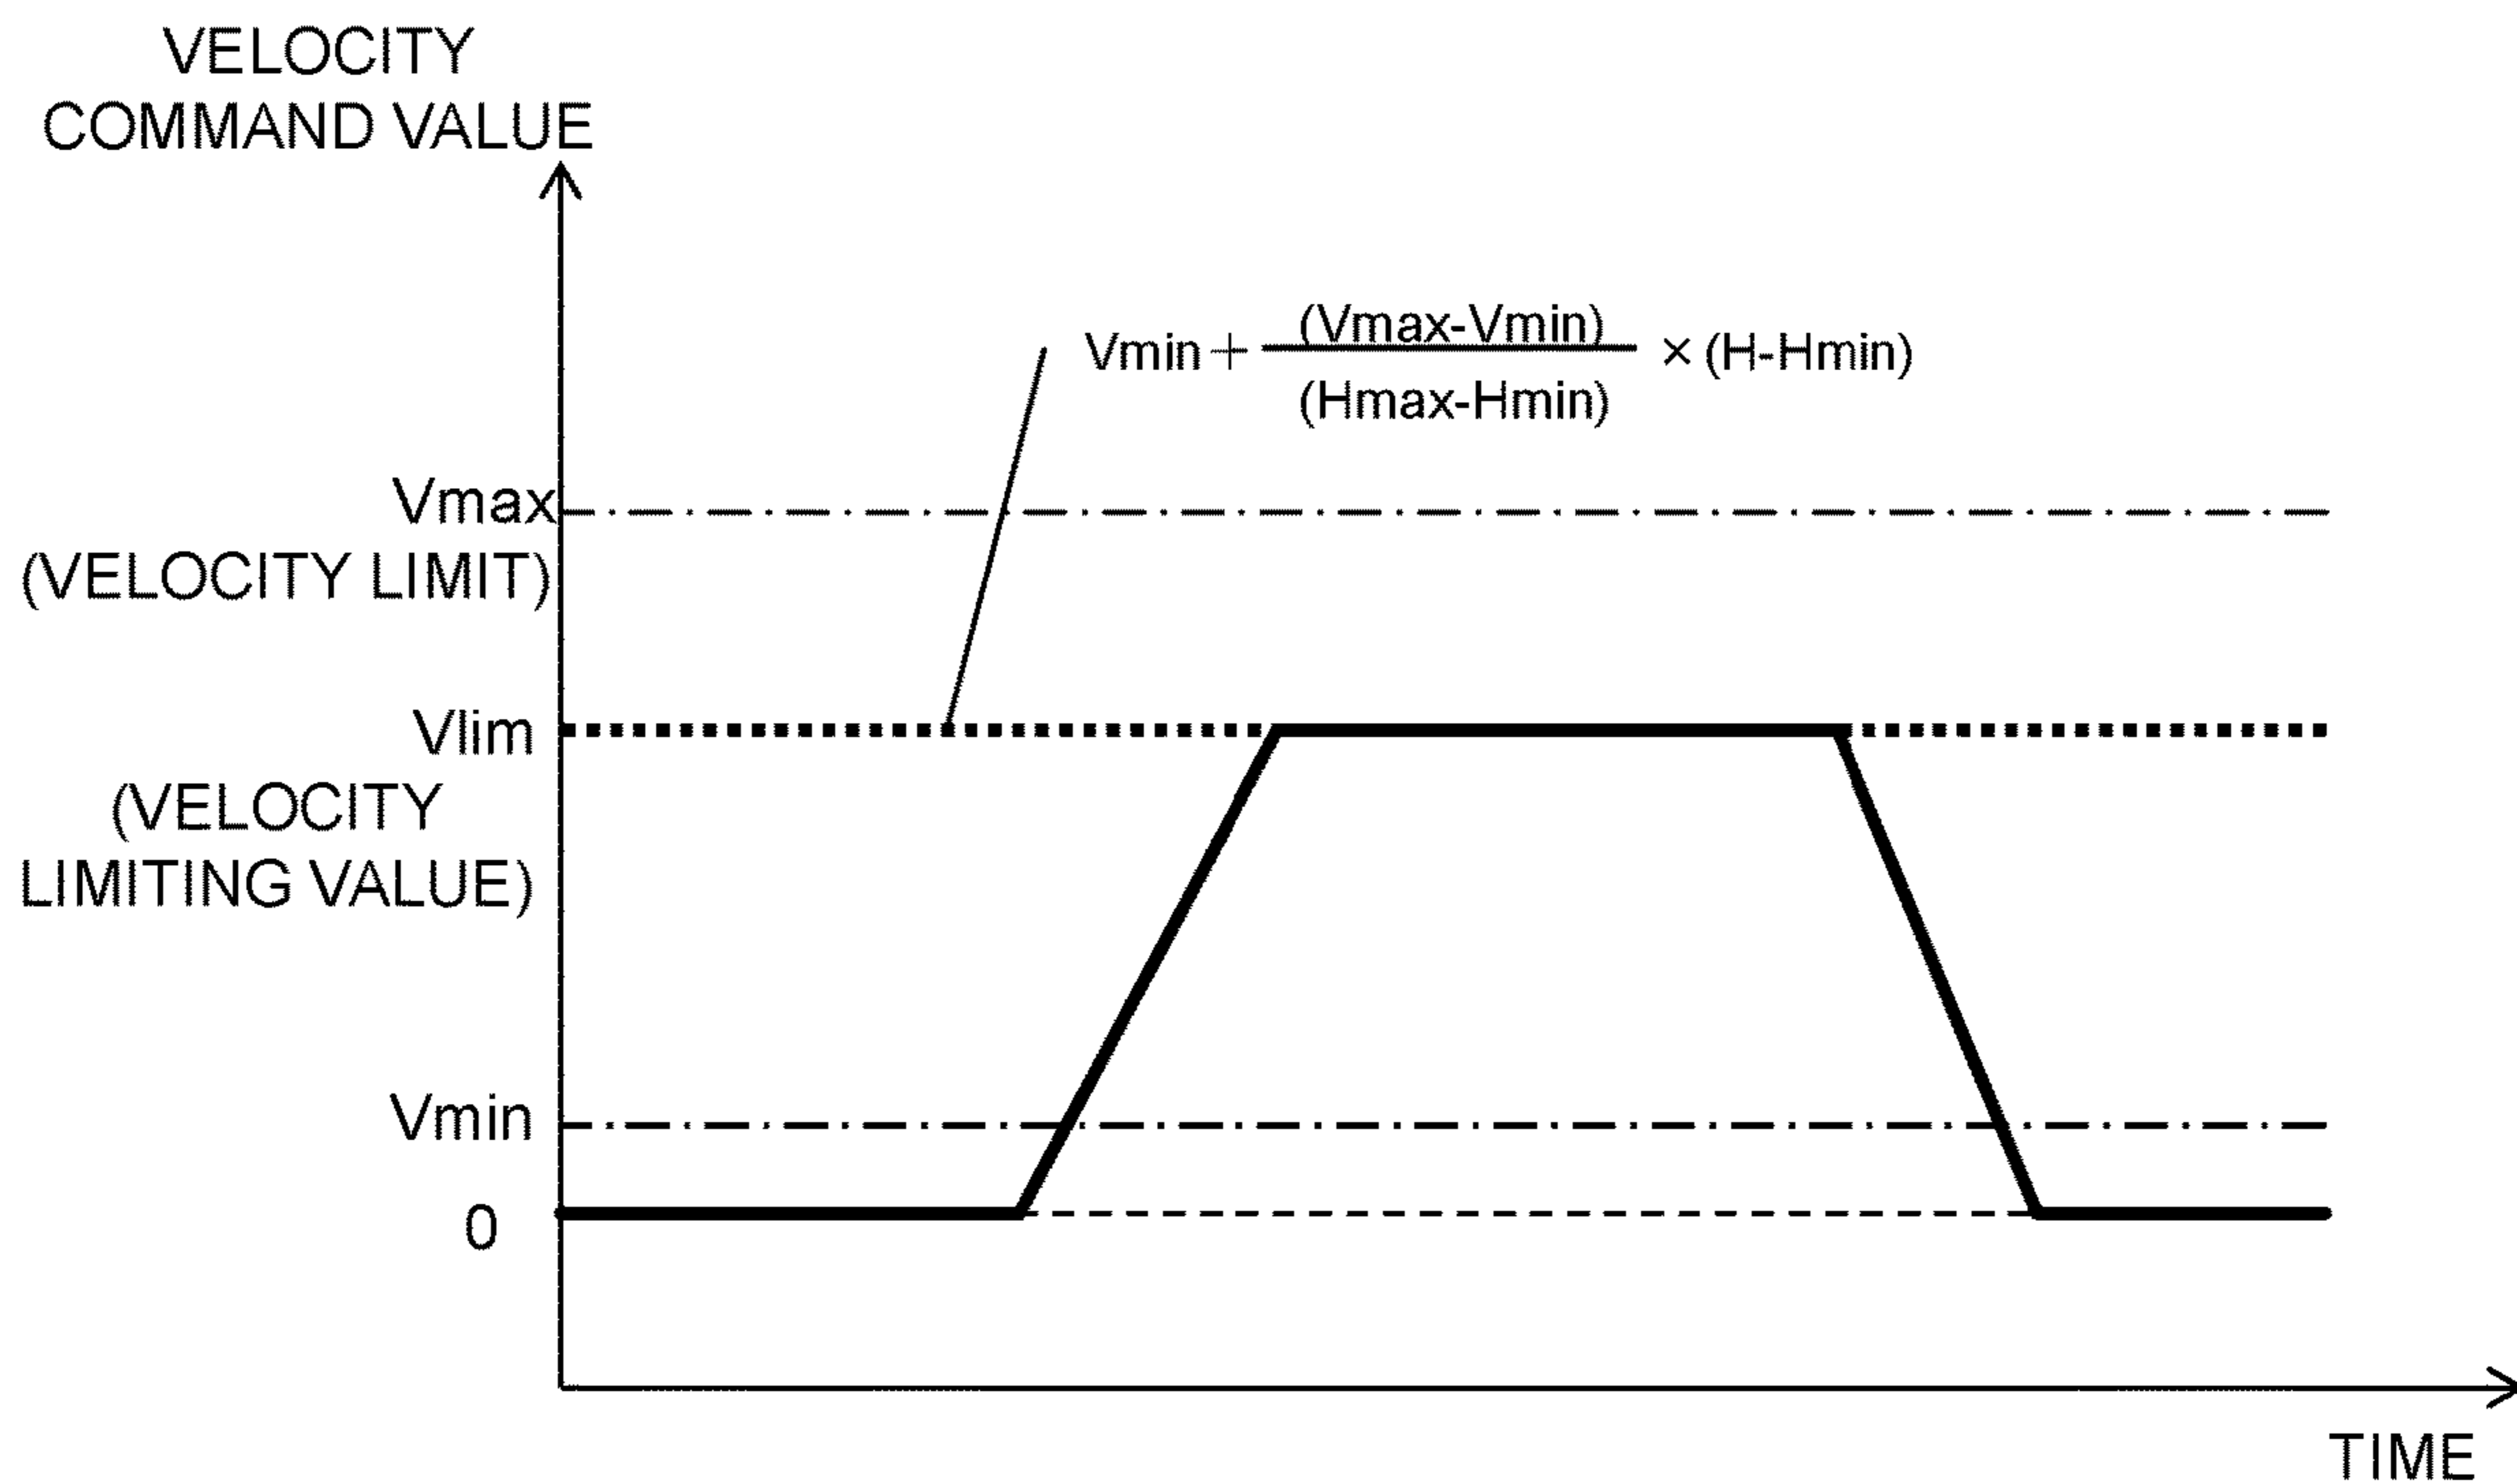 VELOCITY
COMMAND VALUE
(Vmax-Vmin)
Vmin + × (H-Hmin)
(Hmax-Hmin)
Vmax
(VELOCITY LIMIT)
Vlim
(VELOCITY
LIMITING VALUE)
Vmin
0
TIME